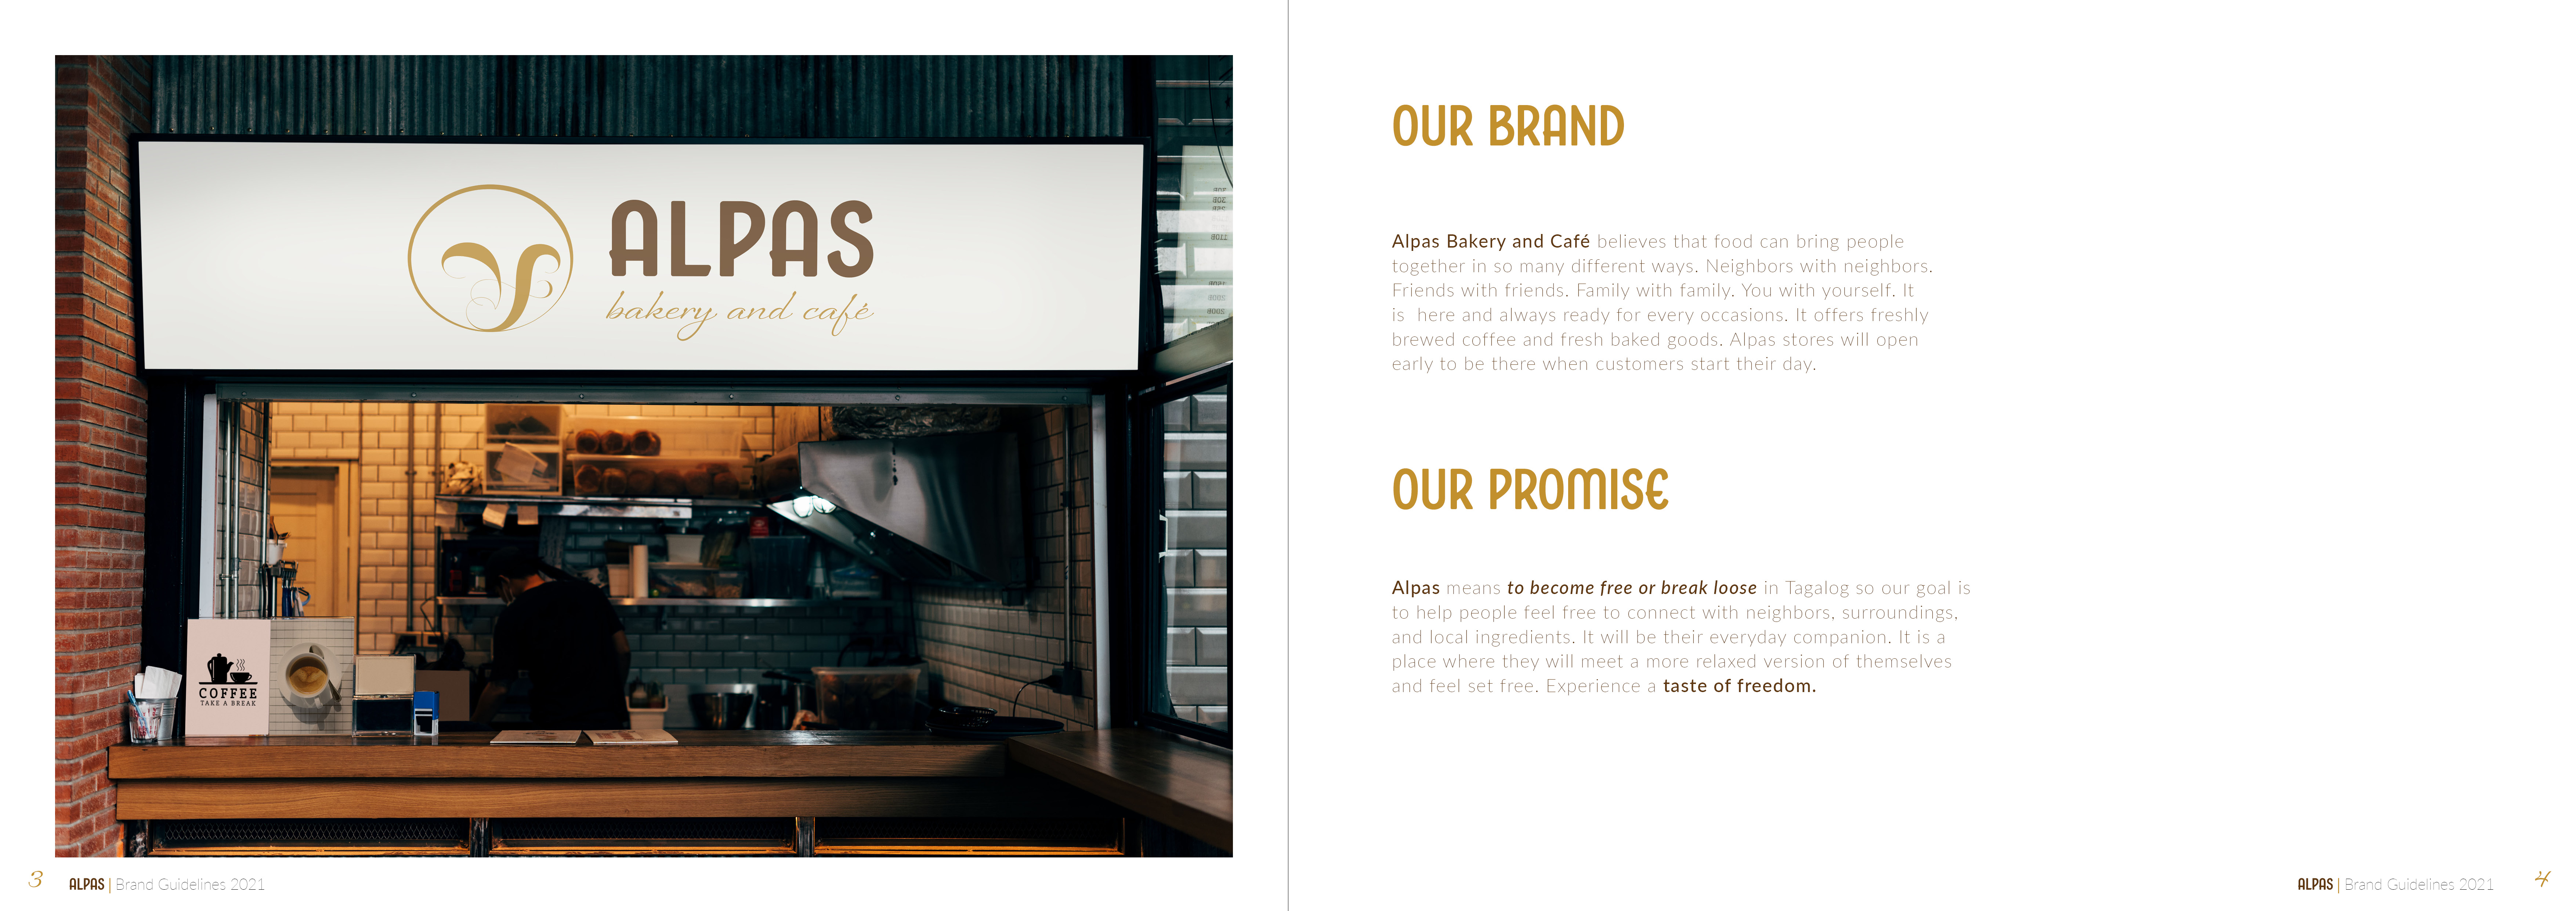 ALPAS
bakery and café
COFFEE
TAKE A BREAK
3 ALPAS | Brand Guidelines 2021
OUR BRAND
Alpas Bakery and Café believes that food can bring people
together in so many different ways. Neighbors with neighbors.
Friends with friends. Family with family. You with yourself. It
is  here and always ready for every occasions. It offers freshly
brewed coffee and fresh baked goods. Alpas stores will open
early to be there when customers start their day.
OUR PROMISE
Alpas means to become free or break loose in Tagalog so our goal is
to help people feel free to connect with neighbors, surroundings,
and local ingredients. It will be their everyday companion. It is a
place where they will meet a more relaxed version of themselves
and feel set free. Experience a taste of freedom.
ALPAS | Brand Guidelines 2021 4